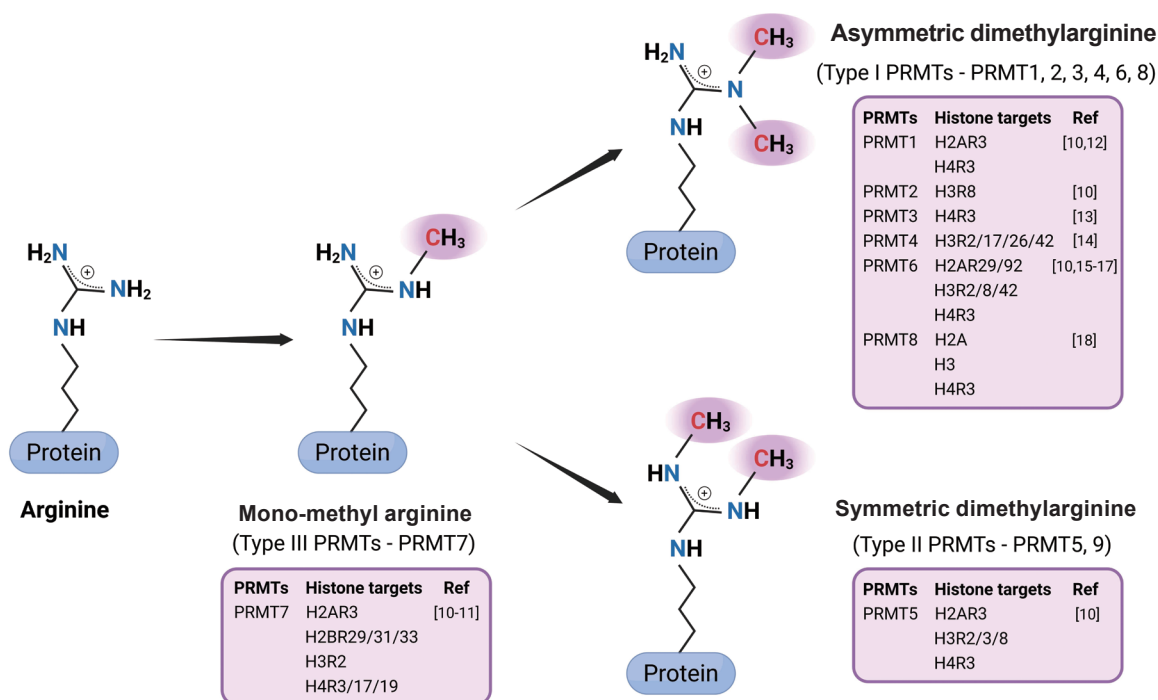 Arginine
H₂N
NH₂
NH
Protein
Mono-methyl arginine
(Type III PRMTs - PRMT7)
H₂N
CH₃
NH
NH
Protein
PRMTs Histone targets Ref
PRMT7 H2AR3 [10-11]
H2BR29/31/33
H3R2
H4R3/17/19
Asymmetric dimethylarginine
(Type I PRMTs - PRMT1, 2, 3, 4, 6, 8)
H₂N
CH₃
N
CH₃
NH
Protein
PRMTs Histone targets Ref
PRMT1 H2AR3 [10,12]
H4R3
PRMT2 H3R8 [10]
PRMT3 H4R3 [13]
PRMT4 H3R2/17/26/42 [14]
PRMT6 H2AR29/92 [10,15-17]
H3R2/8/42
H4R3
PRMT8 H2A [18]
H3
H4R3
Symmetric dimethylarginine
(Type II PRMTs - PRMT5, 9)
CH₃
CH₃
HN
NH
NH
Protein
PRMTs Histone targets Ref
PRMT5 H2AR3 [10]
H3R2/3/8
H4R3